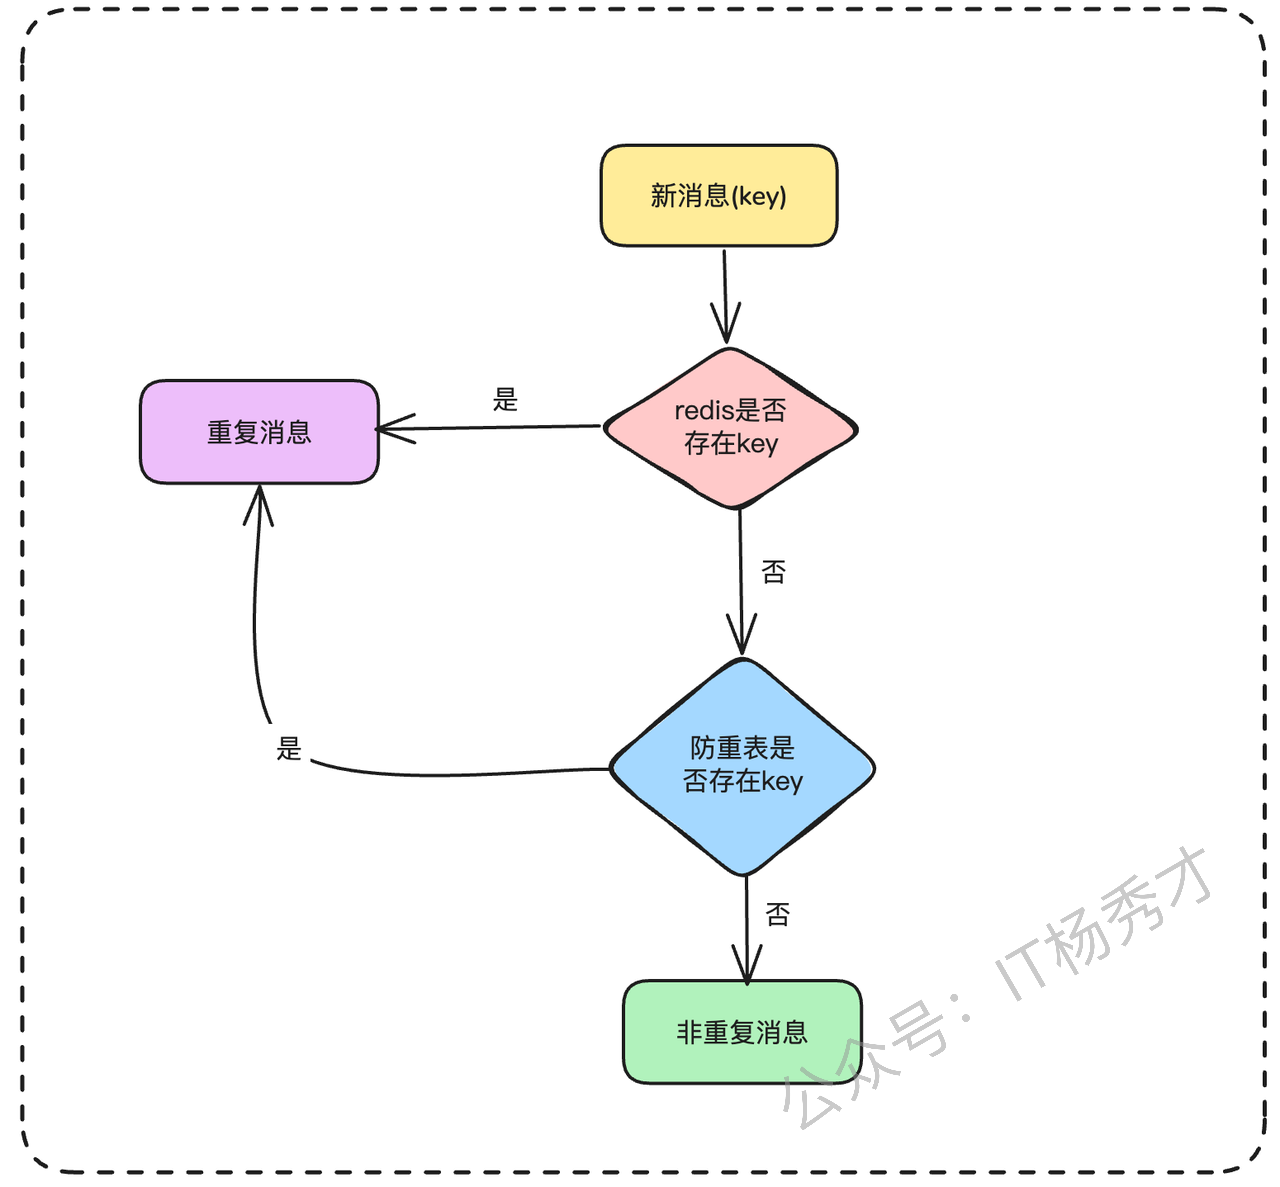 新消息(key)
redis是否
存在key
是
重复消息
否
防重表是
否存在key
是
否
非重复消息
公众号：IT杨秀才